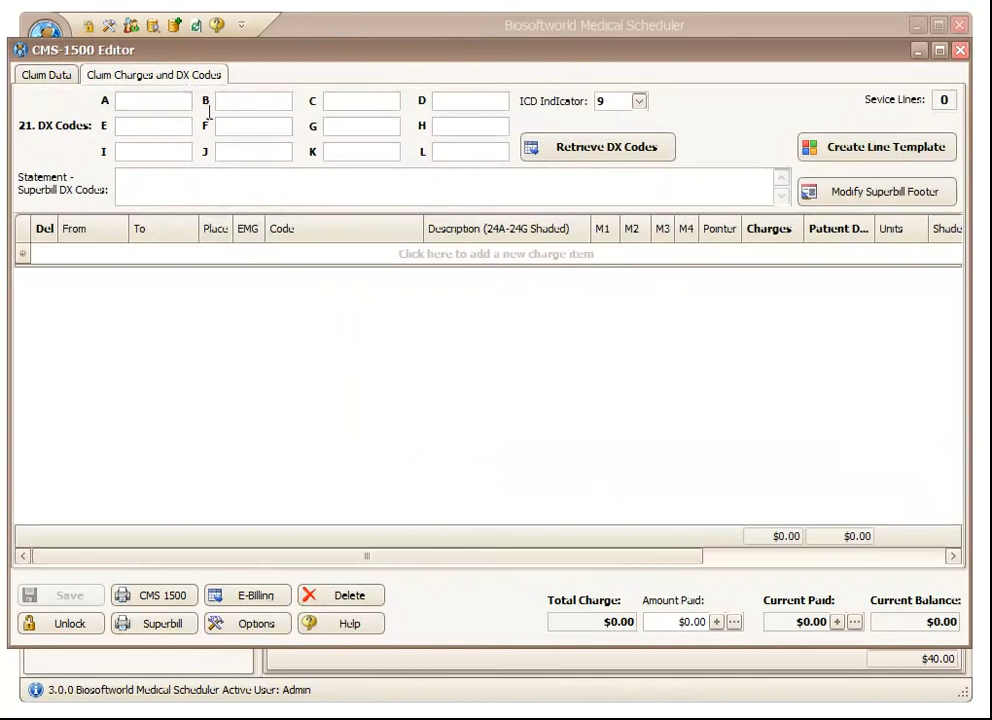 Biosoftworld Medical Scheduler
CMS-1500 Editor
Claim Data
Claim Charges and DX Codes
A B C D ICD Indicator: 9 Sevice Lines: 0
21. DX Codes: E F G H Retrieve DX Codes Create Line Template
I J K L
Statement -
Superbill DX Codes:
Modify Superbill Footer
Del From To Place EMG Code Description (24A-24G Shaded) M1 M2 M3 M4 Pointer Charges Patient D... Units Shade
Click here to add a new charge item
$0.00 $0.00
Save CMS 1500 E-Billing Delete
Total Charge: Amount Paid: Current Paid: Current Balance:
Unlock Superbill Options Help
$0.00 $0.00 + ... $0.00 + ... $0.00
$40.00
3.0.0 Biosoftworld Medical Scheduler Active User: Admin